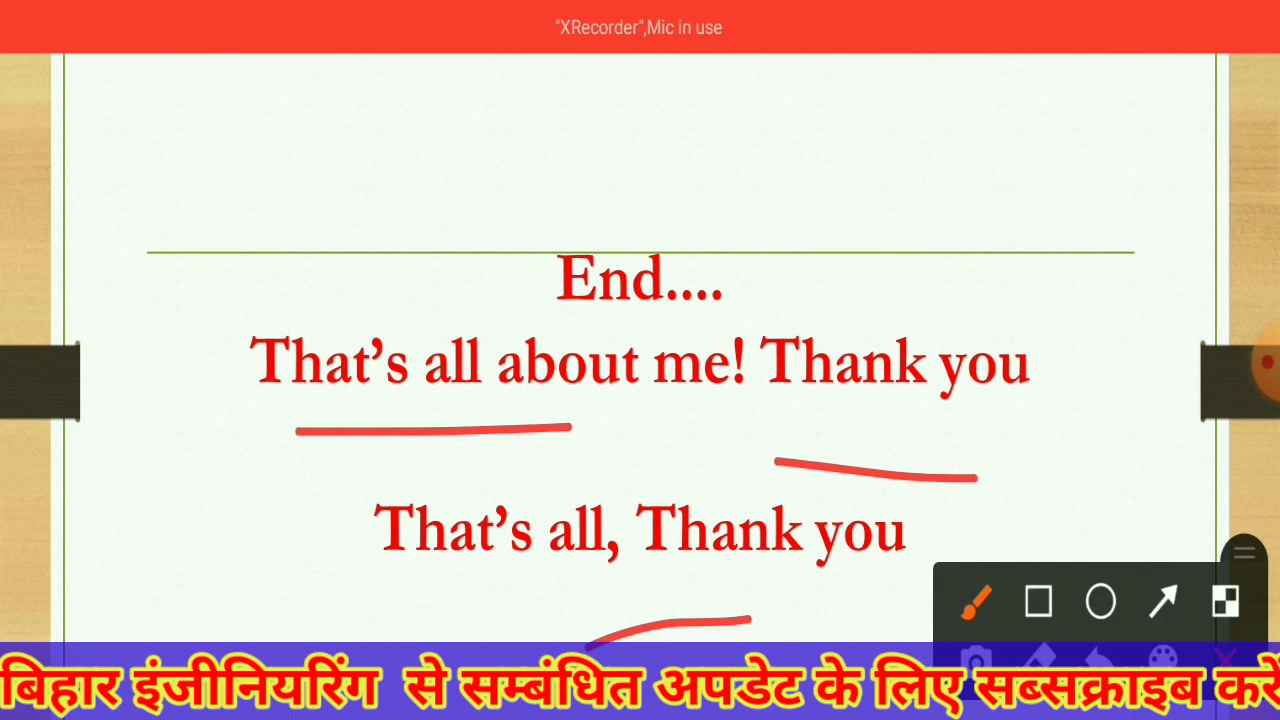 "XRecorder",Mic in use
End....
That's all about me! Thank you
That's all, Thank you
बिहार इंजीनियरिंग से सम्बंधित अपडेट के लिए सब्सक्राइब करें